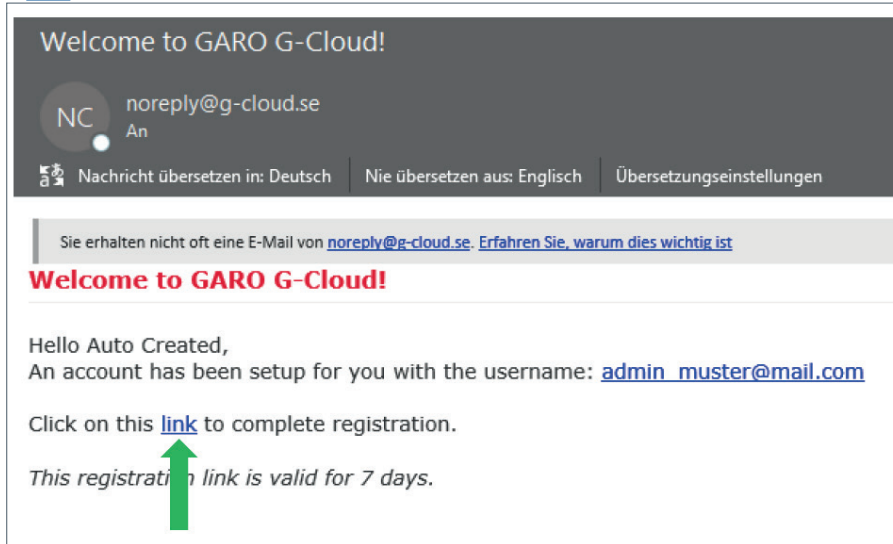 Welcome to GARO G-Cloud!
NC
noreply@g-cloud.se
An
Nachricht übersetzen in: Deutsch
Nie übersetzen aus: Englisch
Übersetzungseinstellungen
Sie erhalten nicht oft eine E-Mail von noreply@g-cloud.se. Erfahren Sie, warum dies wichtig ist
Welcome to GARO G-Cloud!
Hello Auto Created,
An account has been setup for you with the username: admin_muster@mail.com
Click on this link to complete registration.
This registration link is valid for 7 days.